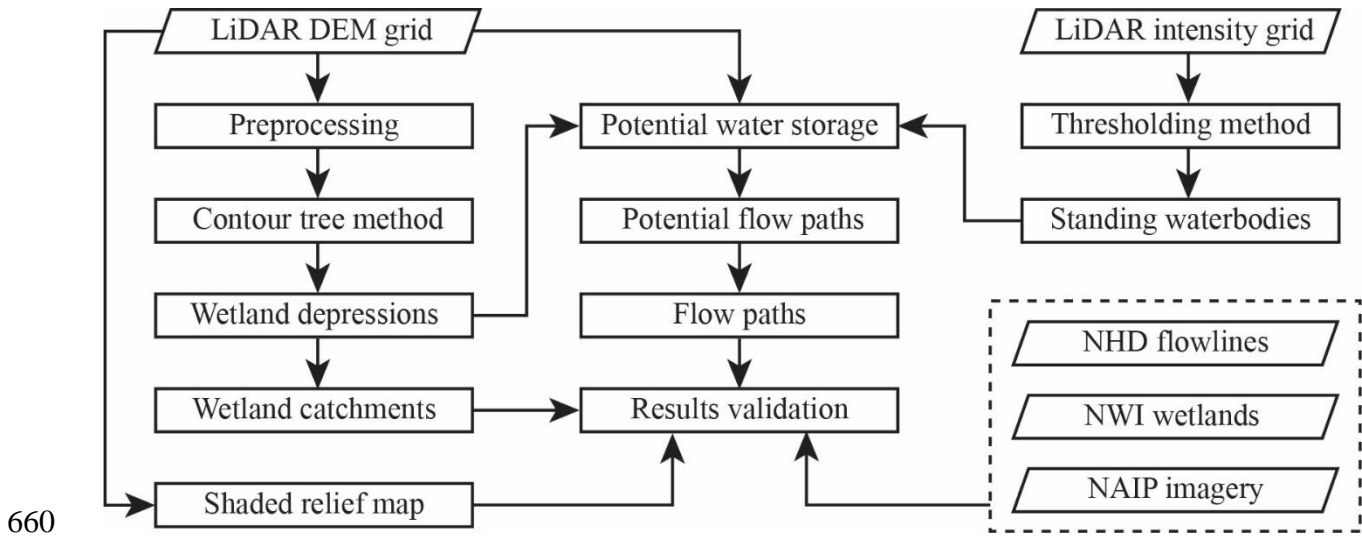 LiDAR DEM grid
LiDAR intensity grid
Preprocessing
Potential water storage
Thresholding method
Contour tree method
Potential flow paths
Standing waterbodies
Wetland depressions
Flow paths
NHD flowlines
Wetland catchments
Results validation
NWI wetlands
Shaded relief map
NAIP imagery
660